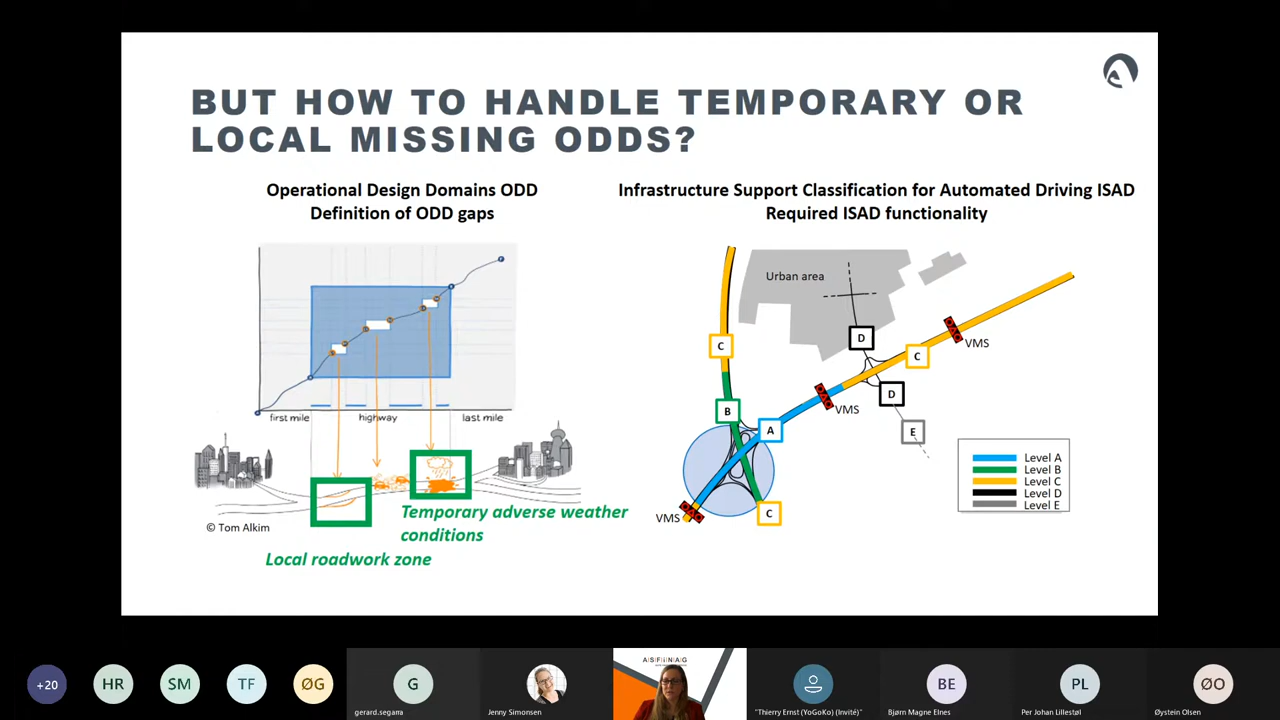 BUT HOW TO HANDLE TEMPORARY OR
LOCAL MISSING ODDS?
Operational Design Domains ODD
Definition of ODD gaps
first mile
highway
last mile
© Tom Alkim
Temporary adverse weather
conditions
Local roadwork zone
Infrastructure Support Classification for Automated Driving ISAD
Required ISAD functionality
Urban area
C
D
C
VMS
D
B
VMS
A
E
VMS
C
Level A
Level B
Level C
Level D
Level E
+20
HR
SM
TF
ØG
G
gerard.segarra
Jenny Simonsen
ASFiNAG
"Thierry Ernst (YoGoKo) (Invité)"
BE
Bjørn Magne Elnes
PL
Per Johan Lillestøl
ØO
Øystein Olsen